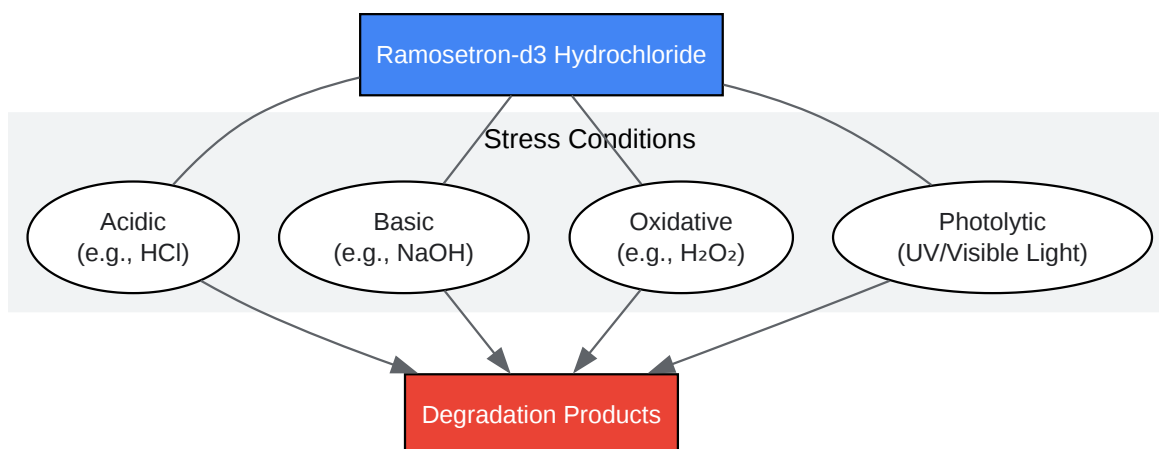 Ramosetron-d3 Hydrochloride
Stress Conditions
Acidic
(e.g., HCl)
Basic
(e.g., NaOH)
Oxidative
(e.g., H₂O₂)
Photolytic
(UV/Visible Light)
Degradation Products